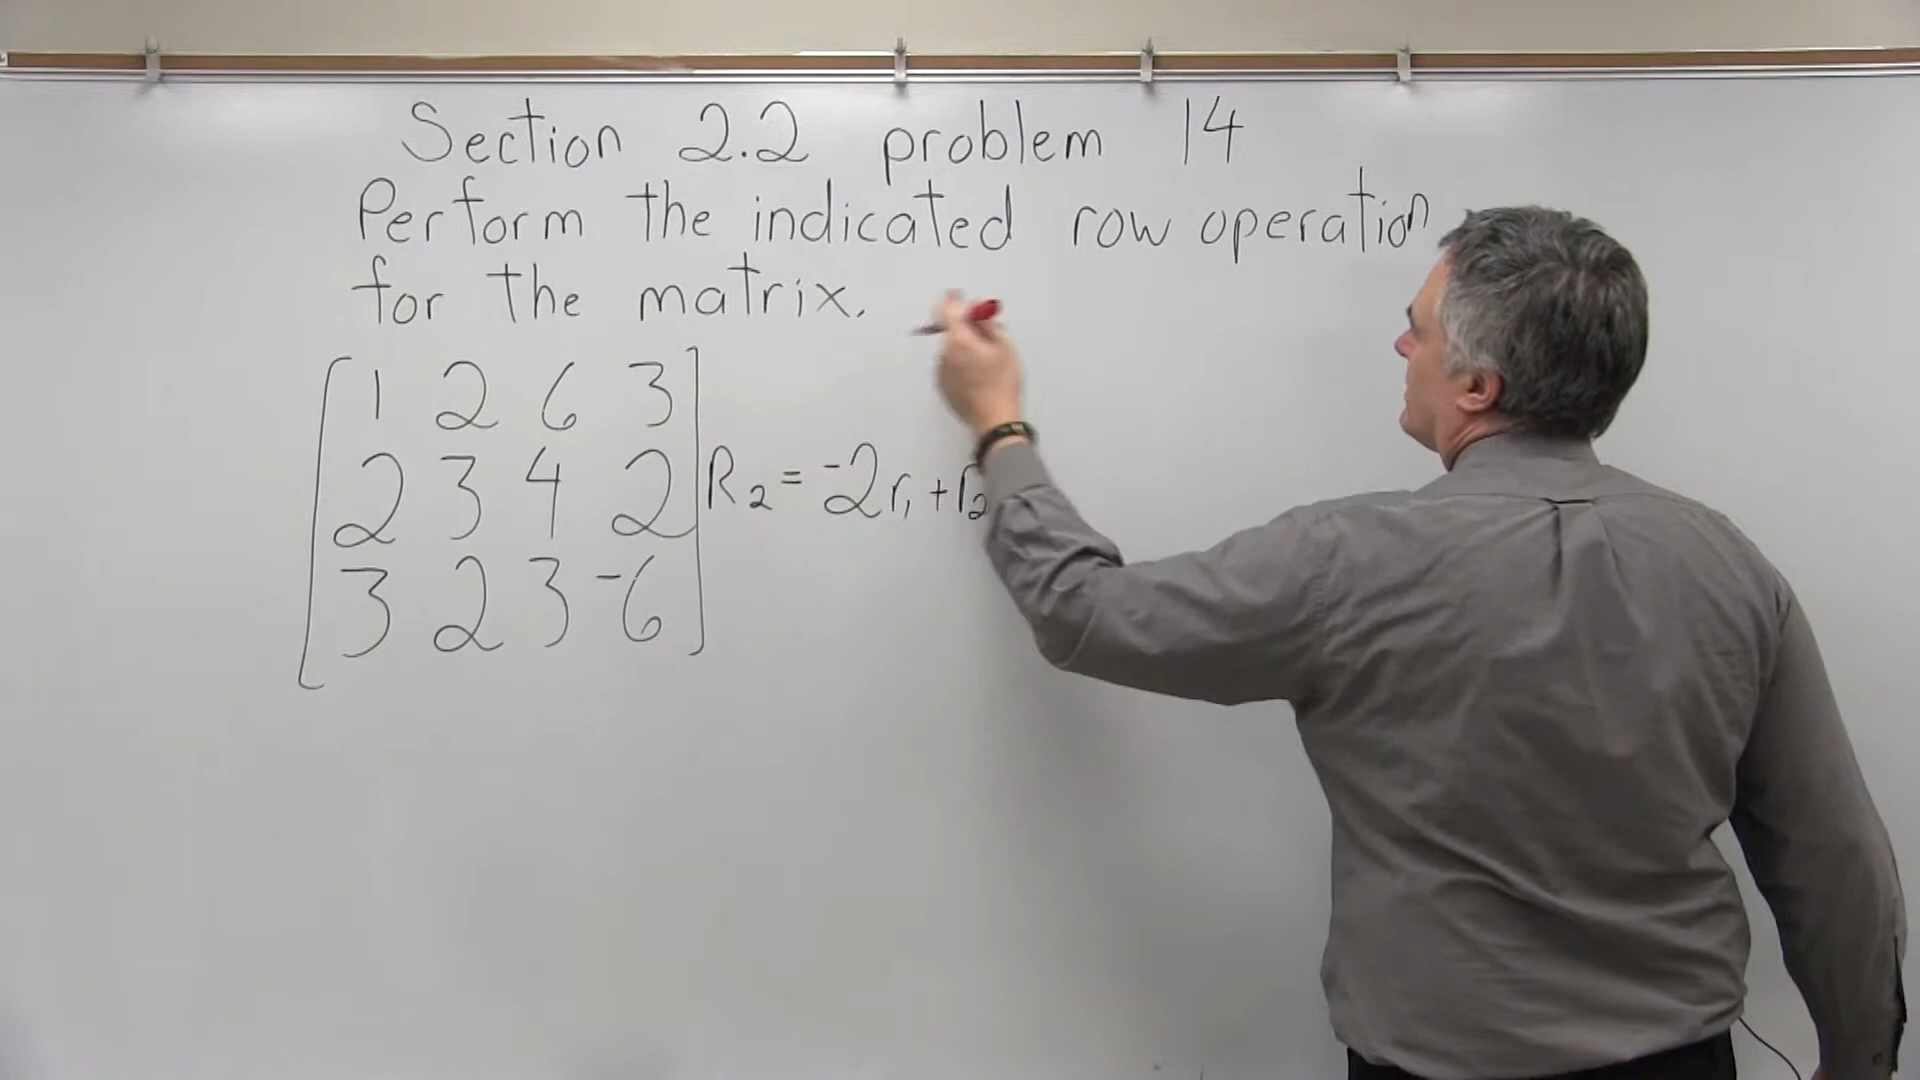 Section 2.2 problem 14
Perform the indicated row operation
for the matrix.
1 2 6 3
2 3 4 2 R₂ = -2r₁ + r₂
3 2 3 -6